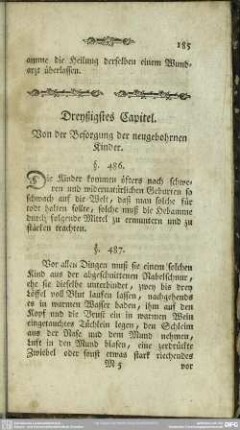 185
amme die Heilung derselben einem Wund-
arzt überlassen.
Dreyßigstes Capitel.
Von der Besorgung der neugebohrnen
Kinder.
§. 486.
Die Kinder kommen öfters nach schwe-
ren und widernatürlichen Geburten so
schwach auf die Welt, daß man solche für
todt halten sollte, solche muß die Hebamme
durch folgende Mittel zu ermuntern und zu
stärken trachten.
§. 487.
Vor allen Dingen muß sie einem solchen
Kind aus der abgeschnittenen Nabelschnur,
ehe sie dieselbe unterbindet, zwey bis drey
Löffel voll Blut laufen lassen, nachgehends
es in warmen Wasser baden, ihm auf den
Kopf und die Brust ein in warmen Wein
eingetauchtes Tüchlein legen, den Schleim
aus der Nase und dem Mund nehmen,
Luft in den Mund blasen, eine zerdrückte
Zwiebel oder sonst etwas stark riechendes
M 5 vor